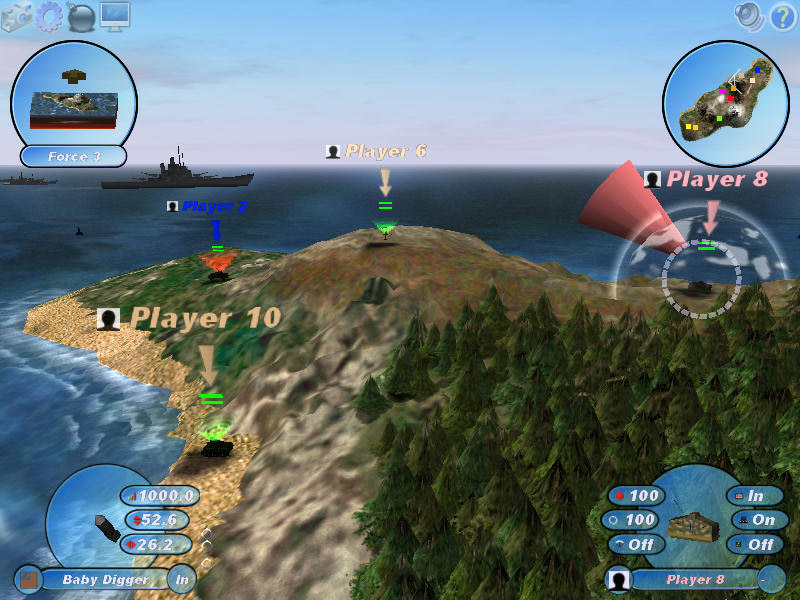 ?
Force 3
Player 6
Player 8
Player 2
Player 10
1000.0
52.6
26.2
Baby Digger In
100 In
100 On
Off Off
Player 8 -